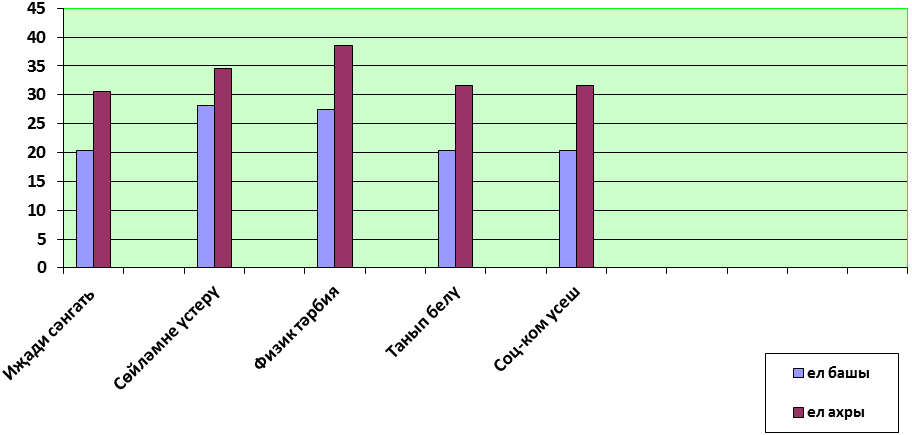 45
40
35
30
25
20
15
10
5
0
Иҗади сәнгать
Сөйләмне үстерү
Физик тәрбия
Танып белү
Соц-ком усеш
ел башы
ел ахры